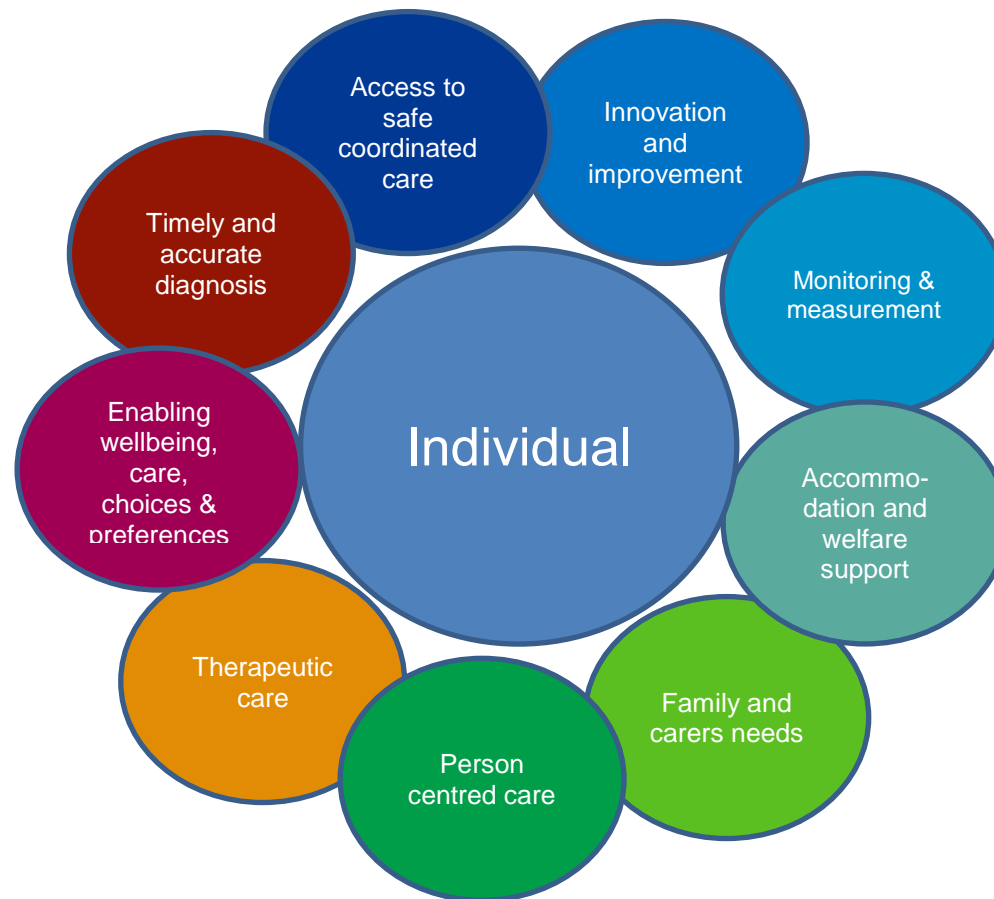 Access to
safe
coordinated
care
Innovation
and
improvement
Timely and
accurate
diagnosis
Monitoring &
measurement
Individual
Enabling
wellbeing,
care,
choices &
preferences
Accommo-
dation and
welfare
support
Therapeutic
care
Family and
carers needs
Person
centred care